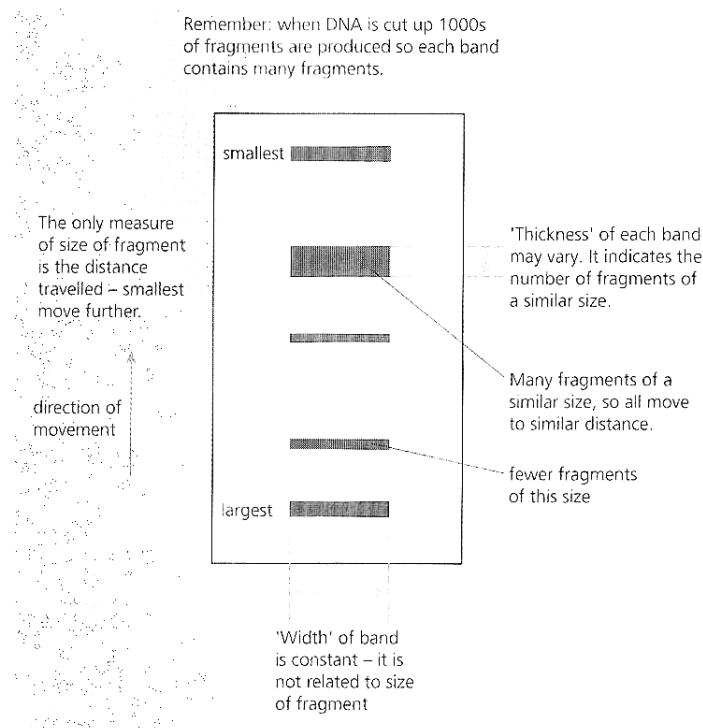 Remember: when DNA is cut up 1000s
of fragments are produced so each band
contains many fragments.
smallest
The only measure
of size of fragment
is the distance
travelled – smallest
move further.
'Thickness' of each band
may vary. It indicates the
number of fragments of
a similar size.
Many fragments of a
similar size, so all move
to similar distance.
direction of
movement
fewer fragments
of this size
largest
'Width' of band
is constant – it is
not related to size
of fragment